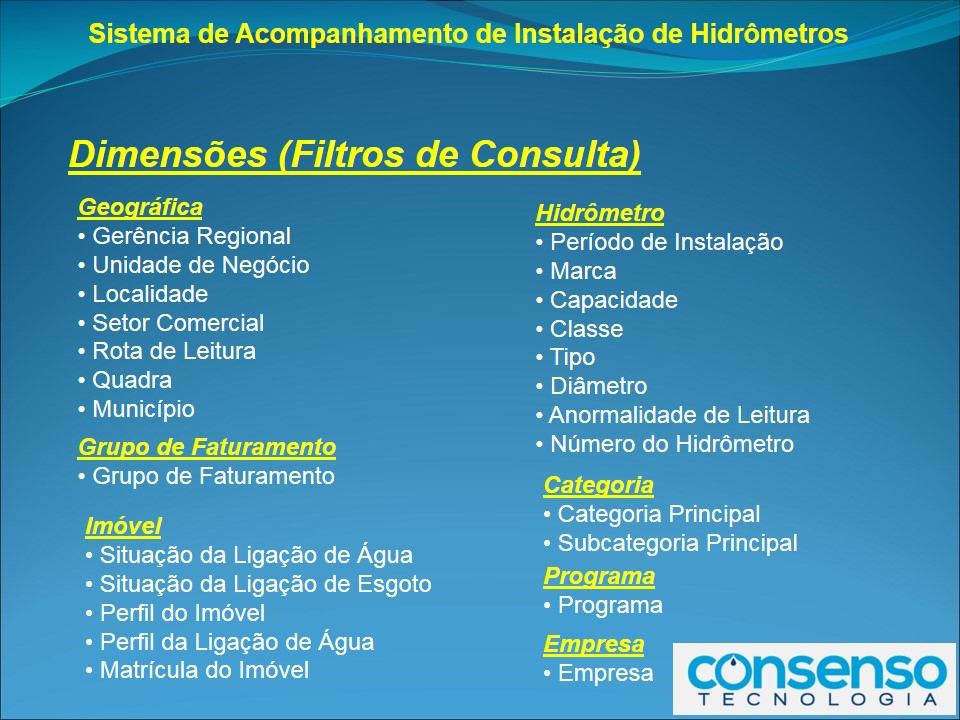 Sistema de Acompanhamento de Instalação de Hidrômetros
Dimensões (Filtros de Consulta)
Geográfica
• Gerência Regional
• Unidade de Negócio
• Localidade
• Setor Comercial
• Rota de Leitura
• Quadra
• Município
Grupo de Faturamento
• Grupo de Faturamento
Imóvel
• Situação da Ligação de Água
• Situação da Ligação de Esgoto
• Perfil do Imóvel
• Perfil da Ligação de Água
• Matrícula do Imóvel
Hidrômetro
• Período de Instalação
• Marca
• Capacidade
• Classe
• Tipo
• Diâmetro
• Anormalidade de Leitura
• Número do Hidrômetro
Categoria
• Categoria Principal
• Subcategoria Principal
Programa
• Programa
Empresa
• Empresa
consenso
TECNOLOGIA